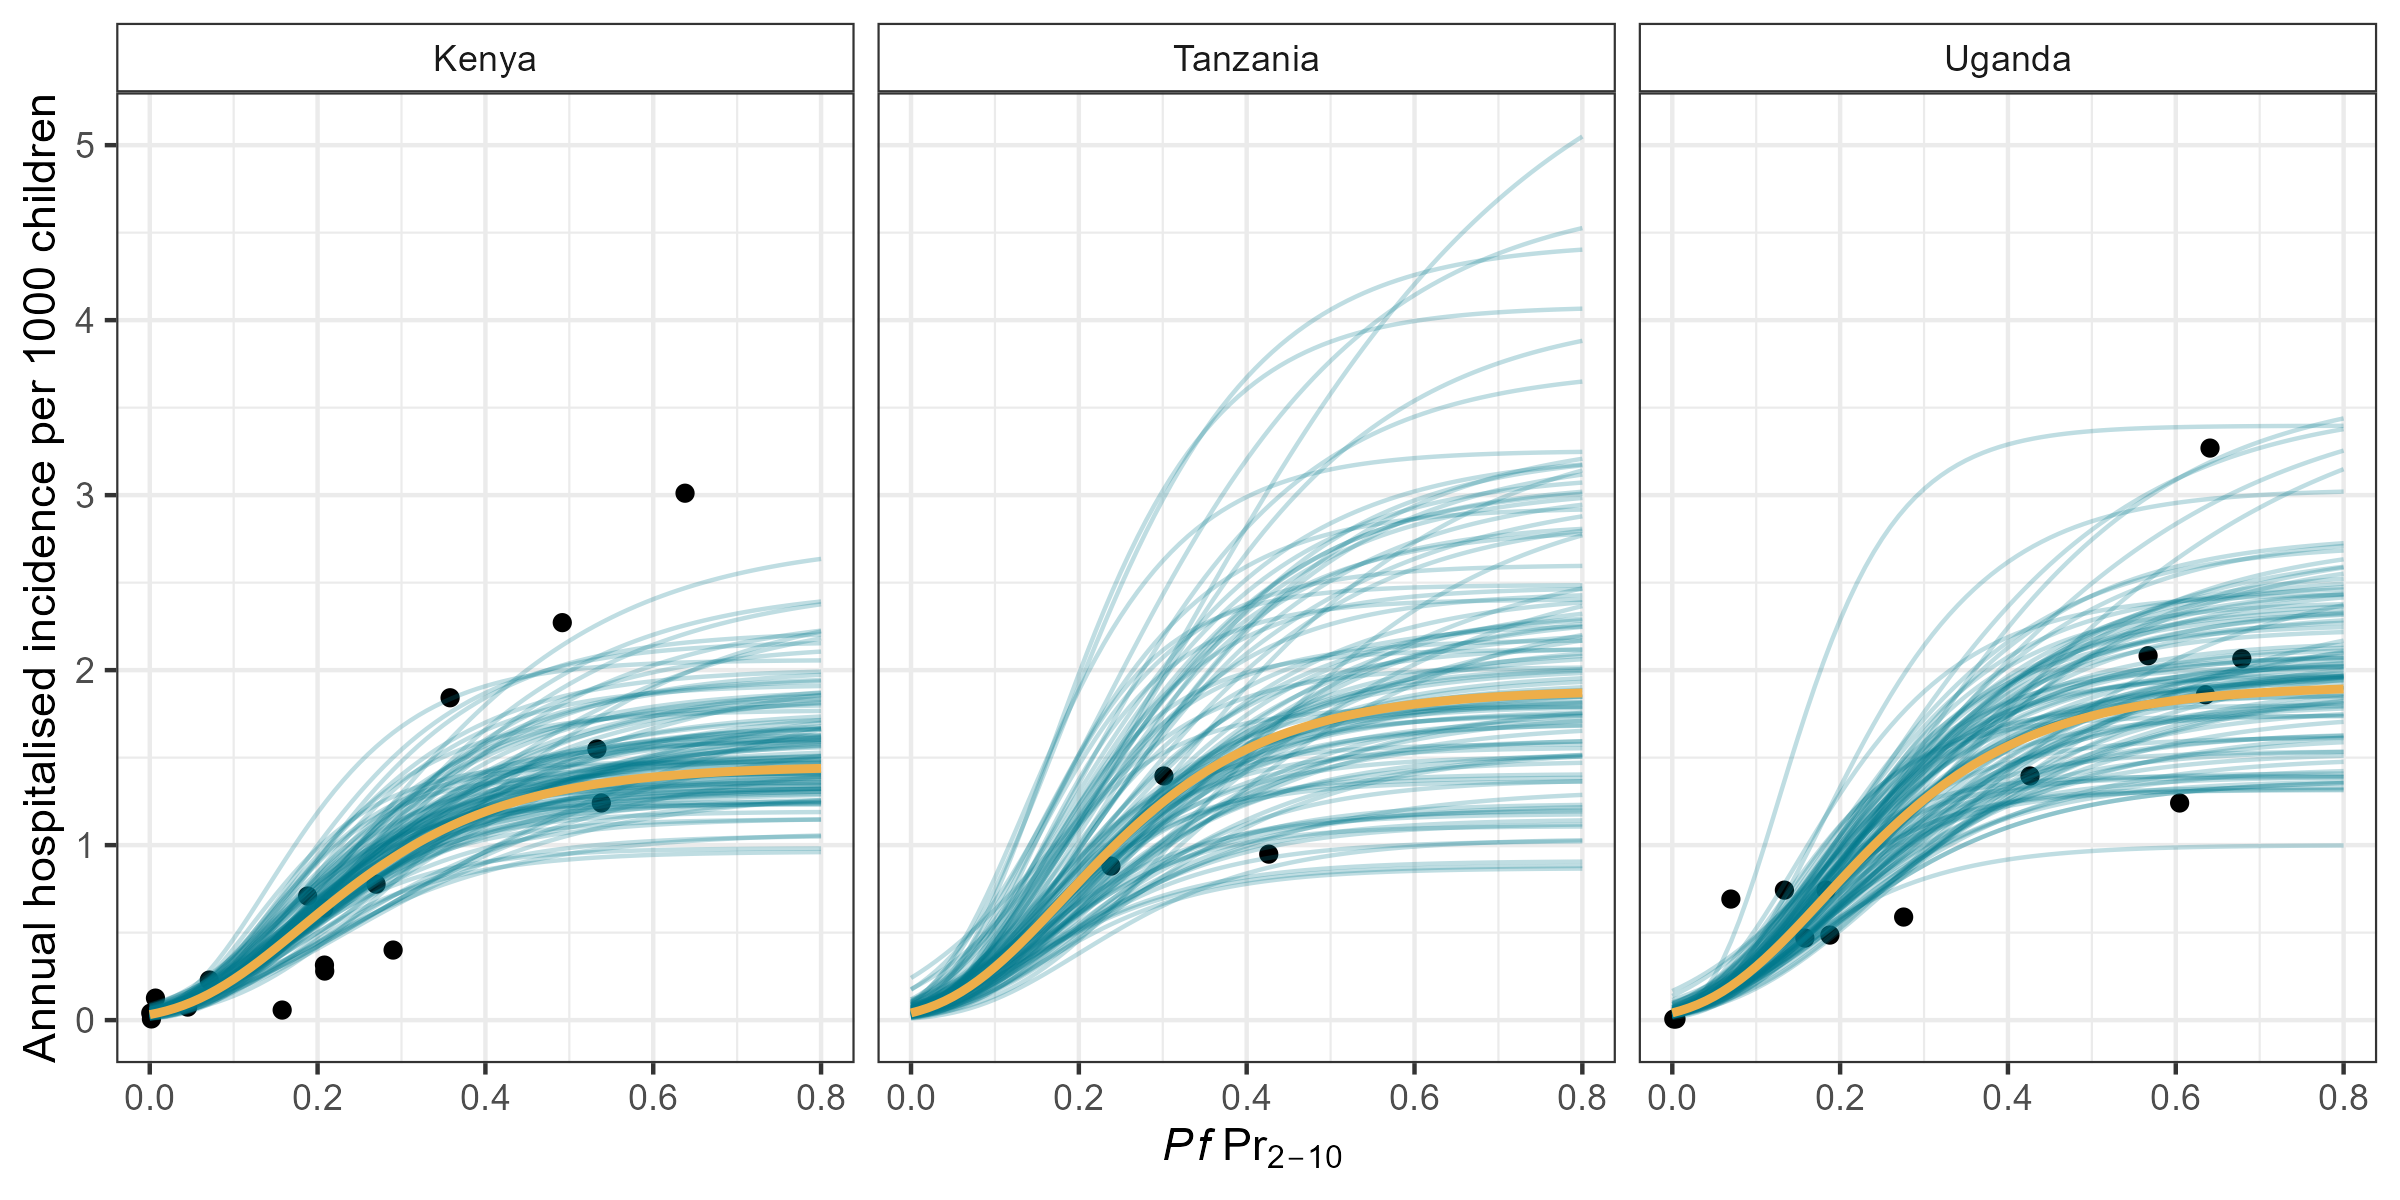 Kenya
Tanzania
Uganda
Annual hospitalised incidence per 1000 children
5
4
3
2
1
0
0.0 0.2 0.4 0.6 0.8
0.0 0.2 0.4 0.6 0.8
0.0 0.2 0.4 0.6 0.8
Pf Pr2−10